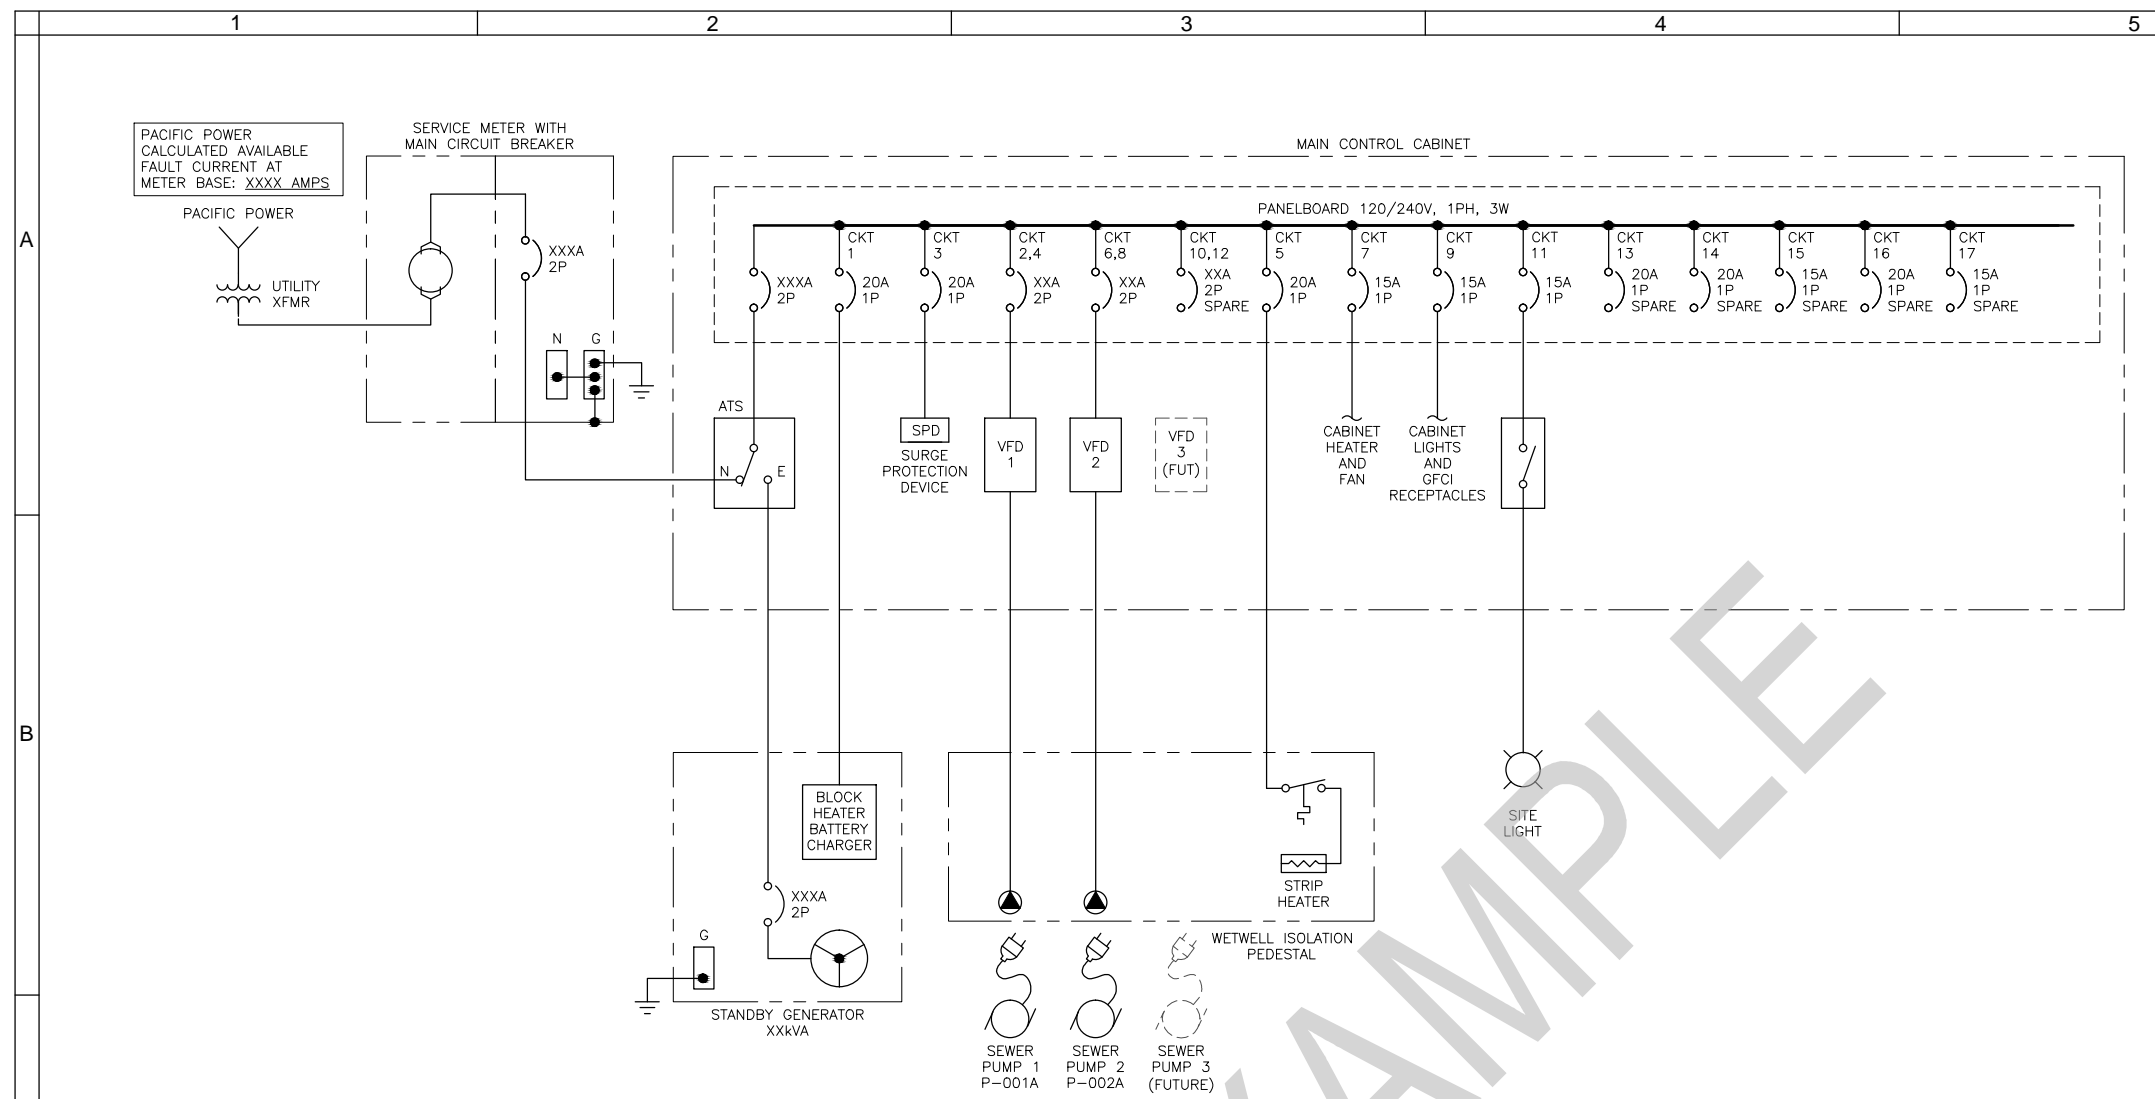 1 2 3 4 5
A
B
PACIFIC POWER
CALCULATED AVAILABLE
FAULT CURRENT AT
METER BASE: XXXX AMPS
PACIFIC POWER
UTILITY
XFMR
SERVICE METER WITH
MAIN CIRCUIT BREAKER
XXXA
2P
N G
MAIN CONTROL CABINET
PANELBOARD 120/240V, 1PH, 3W
XXXA
2P
CKT
1
20A
1P
CKT
3
20A
1P
CKT
2,4
XXA
2P
CKT
6,8
XXA
2P
CKT
10,12
XXA
2P
SPARE
CKT
5
20A
1P
CKT
7
15A
1P
CKT
9
15A
1P
CKT
11
15A
1P
CKT
13
20A
1P
SPARE
CKT
14
20A
1P
SPARE
CKT
15
15A
1P
SPARE
CKT
16
20A
1P
SPARE
CKT
17
15A
1P
SPARE
ATS
N E
SPD
SURGE
PROTECTION
DEVICE
VFD
1
VFD
2
VFD
3
(FUT)
CABINET
HEATER
AND
FAN
CABINET
LIGHTS
AND
GFCI
RECEPTACLES
BLOCK
HEATER
BATTERY
CHARGER
XXXA
2P
G
STANDBY GENERATOR
XXkVA
STRIP
HEATER
WETWELL ISOLATION
PEDESTAL
SITE
LIGHT
SEWER
PUMP 1
P-001A
SEWER
PUMP 2
P-002A
SEWER
PUMP 3
(FUTURE)
XAMPLE